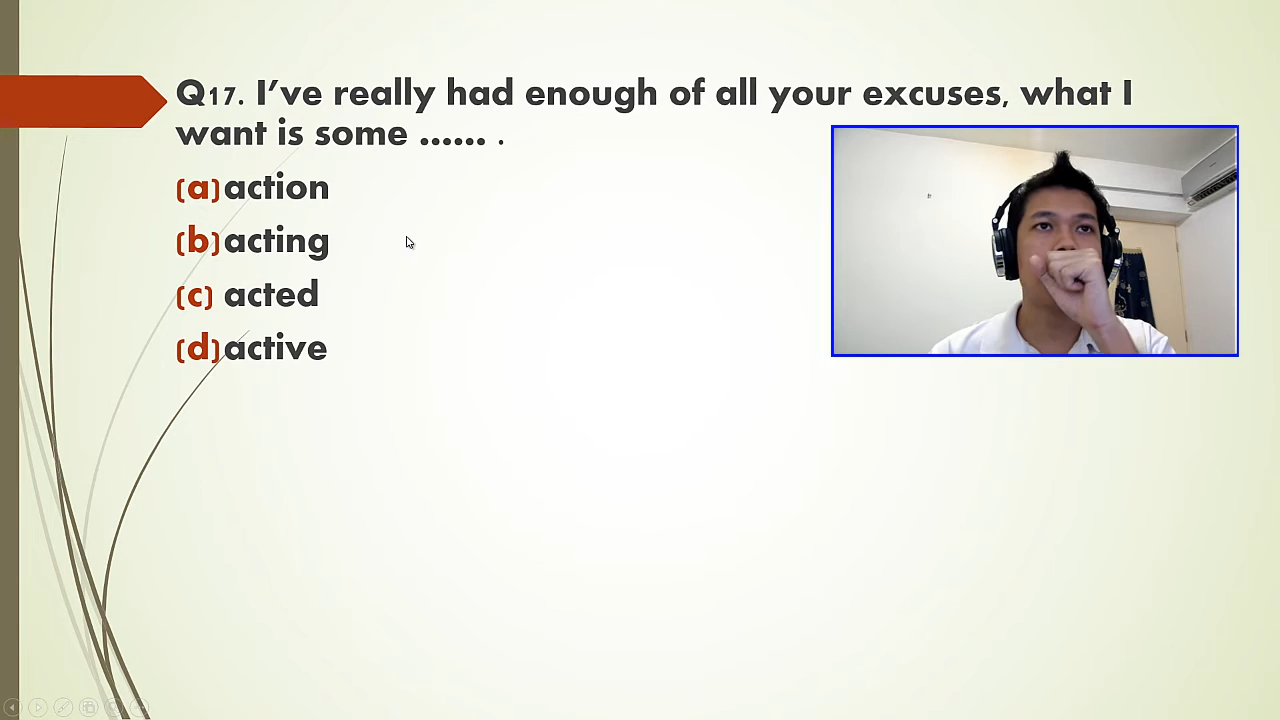 Q17. I’ve really had enough of all your excuses, what I
want is some ...... .
(a) action
(b) acting
(c) acted
(d) active